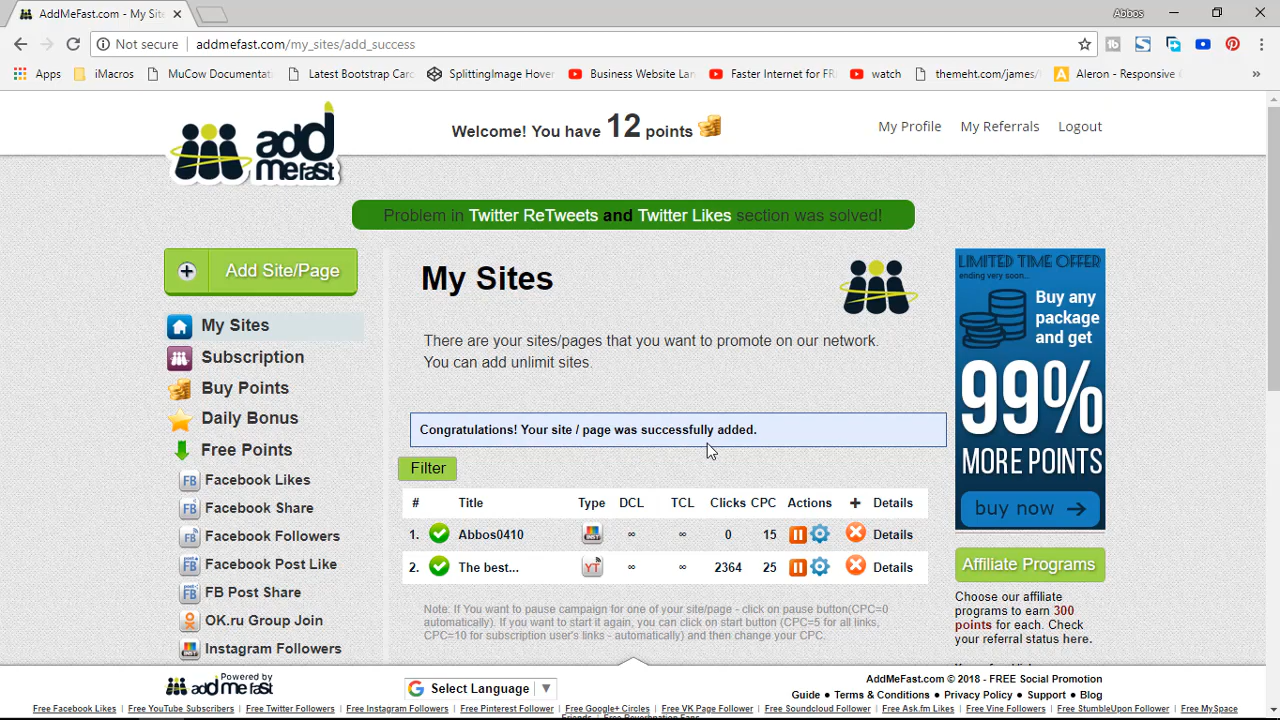 AddMeFast.com - My Sit
Abbos
Not secure addmefast.com/my_sites/add_success
Apps iMacros MuCow Documentati Latest Bootstrap Card SplittingImage Hover Business Website Lan Faster Internet for FR watch themeht.com/james/ Aleron - Responsive
add me fast
Welcome! You have 12 points
My Profile My Referrals Logout
Problem in Twitter ReTweets and Twitter Likes section was solved!
Add Site/Page
My Sites
Subscription
Buy Points
Daily Bonus
Free Points
Facebook Likes
Facebook Share
Facebook Followers
Facebook Post Like
FB Post Share
OK.ru Group Join
Instagram Followers
My Sites
There are your sites/pages that you want to promote on our network.
You can add unlimit sites.
Congratulations! Your site / page was successfully added.
Filter
# Title Type DCL TCL Clicks CPC Actions + Details
1. Abbos0410 INST ∞ ∞ 0 15 Details
2. The best... YT ∞ ∞ 2364 25 Details
Note: If You want to pause campaign for one of your site/page - click on pause button(CPC=0
automatically). If you want to start it again, you can click on start button (CPC=5 for all links,
CPC=10 for subscription user's links - automatically) and then change your CPC.
LIMITED TIME OFFER
ending very soon...
Buy any
package
and get
99%
MORE POINTS
buy now
Affiliate Programs
Choose our affiliate
programs to earn 300
points for each. Check
your referral status here.
Powered by
add me fast
Select Language ▼
AddMeFast.com © 2018 - FREE Social Promotion
Guide • Terms & Conditions • Privacy Policy • Support • Blog
Free Facebook Likes Free YouTube Subscribers Free Twitter Followers Free Instagram Followers Free Pinterest Followers Free Google+ Circles Free VK Page Followers Free Soundcloud Followers Free Ask.fm Likes Free Vine Followers Free StumbleUpon Followers Free MySpace